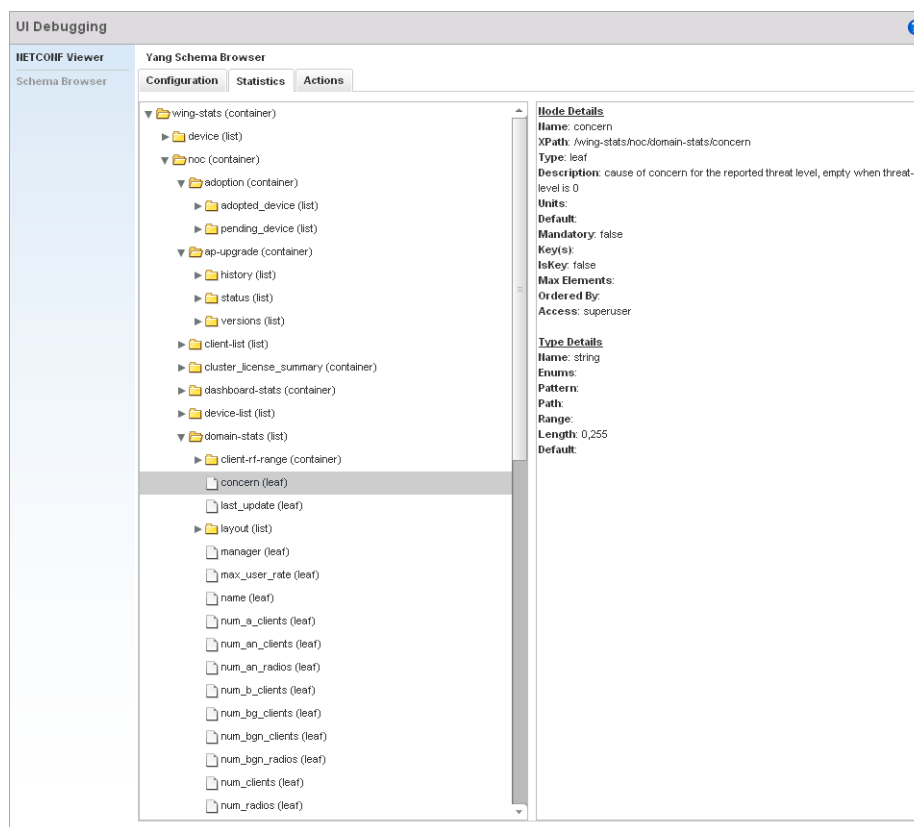 UI Debugging
NETCONF Viewer
Schema Browser
Yang Schema Browser
Configuration Statistics Actions
wing-stats (container)
device (list)
noc (container)
adoption (container)
adopted_device (list)
pending_device (list)
ap-upgrade (container)
history (list)
status (list)
versions (list)
client-list (list)
cluster_license_summary (container)
dashboard-stats (container)
device-list (list)
domain-stats (list)
client-rf-range (container)
concern (leaf)
last_update (leaf)
layout (list)
manager (leaf)
max_user_rate (leaf)
name (leaf)
num_a_clients (leaf)
num_an_clients (leaf)
num_an_radios (leaf)
num_b_clients (leaf)
num_bg_clients (leaf)
num_bgn_clients (leaf)
num_bgn_radios (leaf)
num_clients (leaf)
num_radios (leaf)
Node Details
Name: concern
XPath: /wing-stats/noc/domain-stats/concern
Type: leaf
Description: cause of concern for the reported threat level, empty when threat-
level is 0
Units:
Default:
Mandatory: false
Key(s):
IsKey: false
Max Elements:
Ordered By:
Access: superuser
Type Details
Name: string
Enums:
Pattern:
Path:
Range:
Length: 0,255
Default: